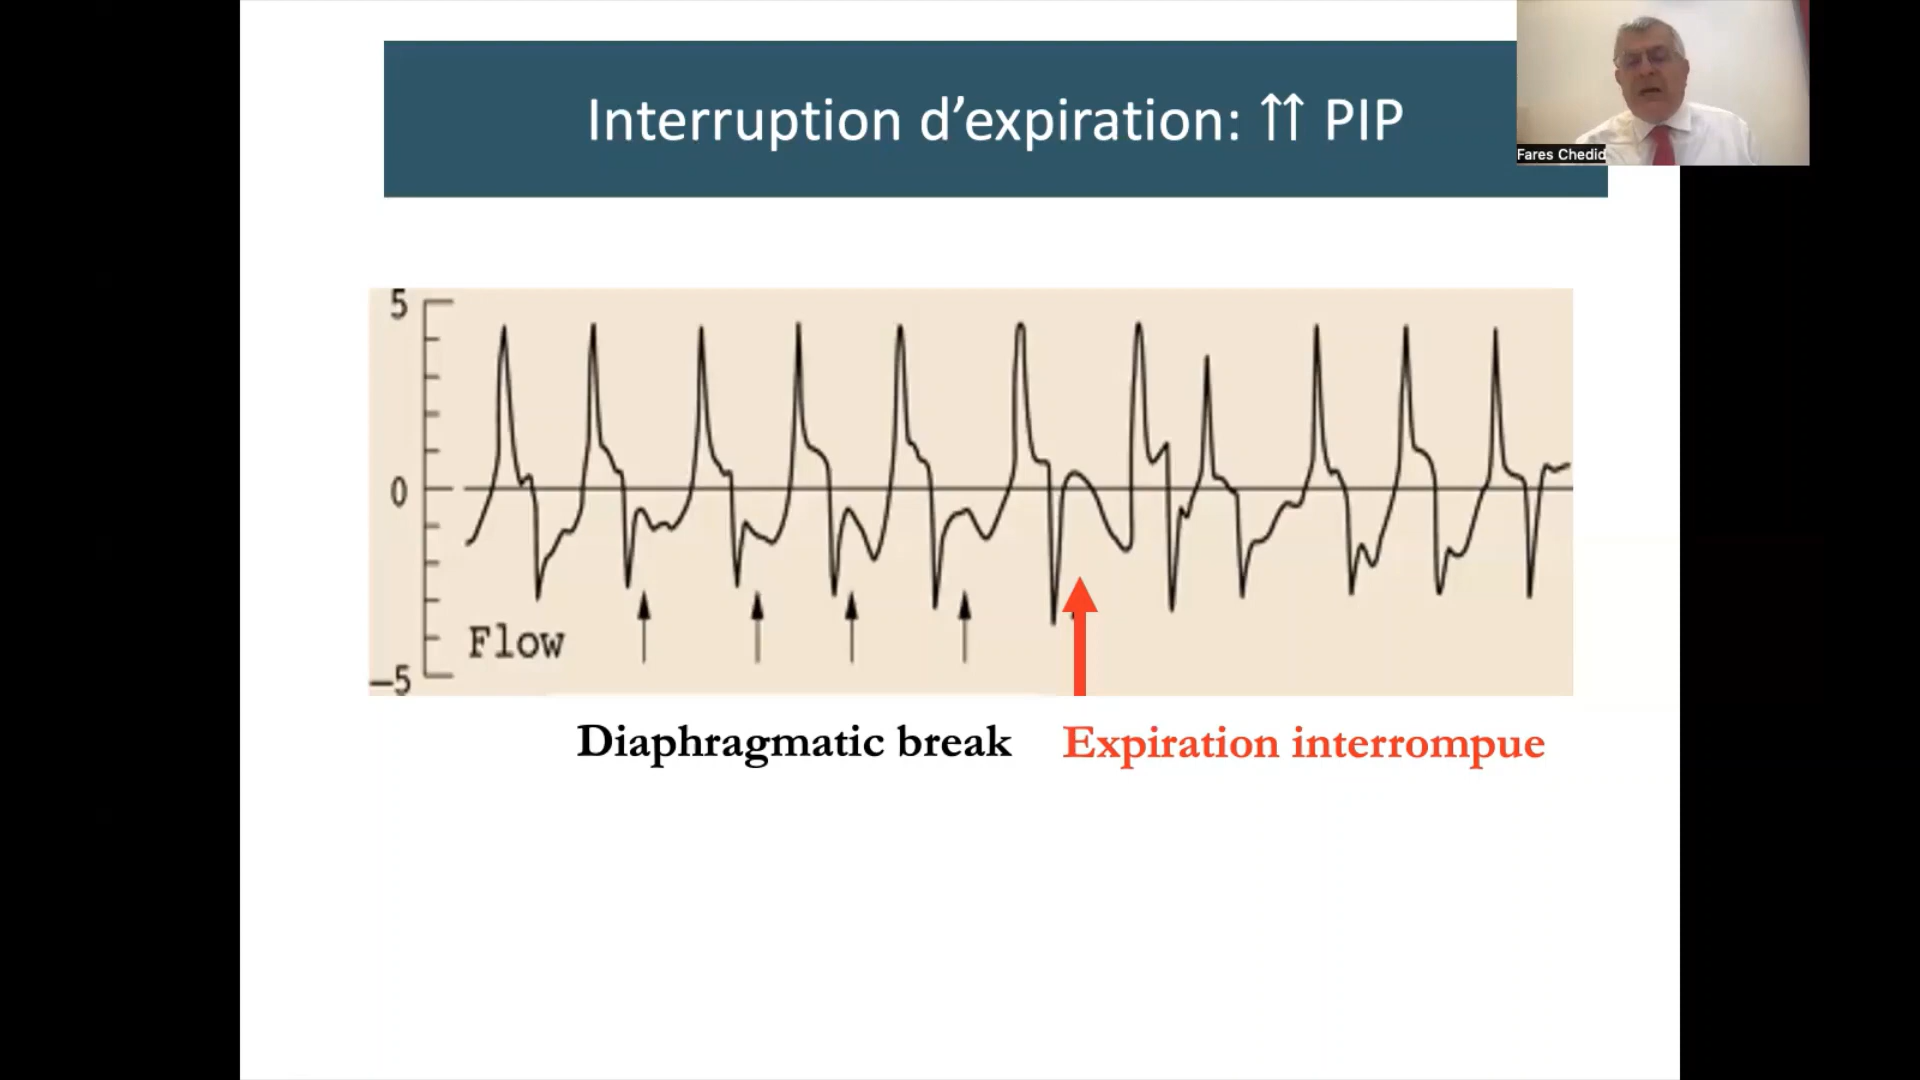 Interruption d’expiration: ⇈ PIP
Fares Chedid
5
0
Flow
–5
Diaphragmatic break
Expiration interrompue